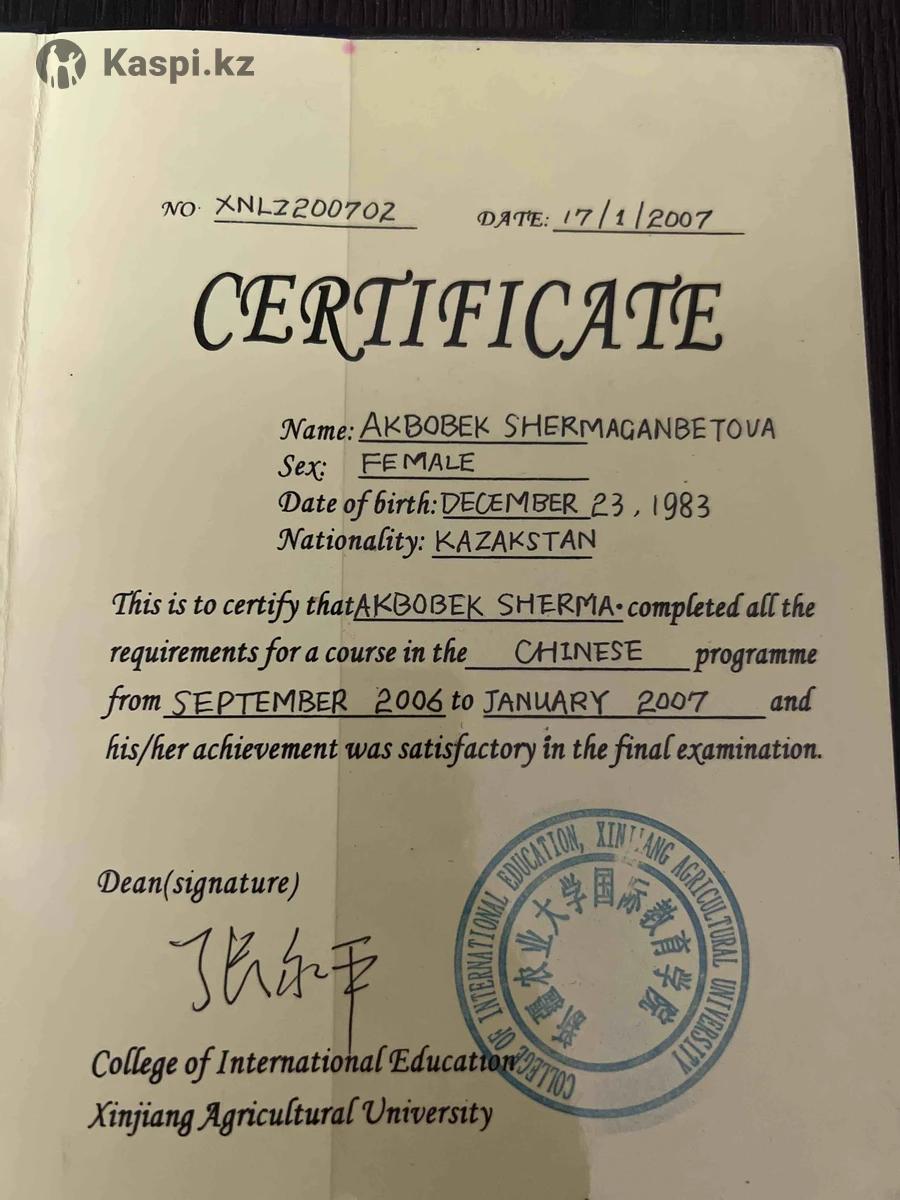 Kaspi.kz
NO. XNLZ200702 DATE: 17/1/2007
CERTIFICATE
Name: AKBOBEK SHERMAGANBETOVA
Sex: FEMALE
Date of birth: DECEMBER 23, 1983
Nationality: KAZAKSTAN
This is to certify that AKBOBEK SHERMA. completed all the
requirements for a course in the CHINESE programme
from SEPTEMBER 2006 to JANUARY 2007 and
his/her achievement was satisfactory in the final examination.
Dean(signature)
College of International Education
Xinjiang Agricultural University
COLLEGE OF INTERNATIONAL EDUCATION, XINJIANG AGRICULTURAL UNIVERSITY
新疆农业大学国际教育学院